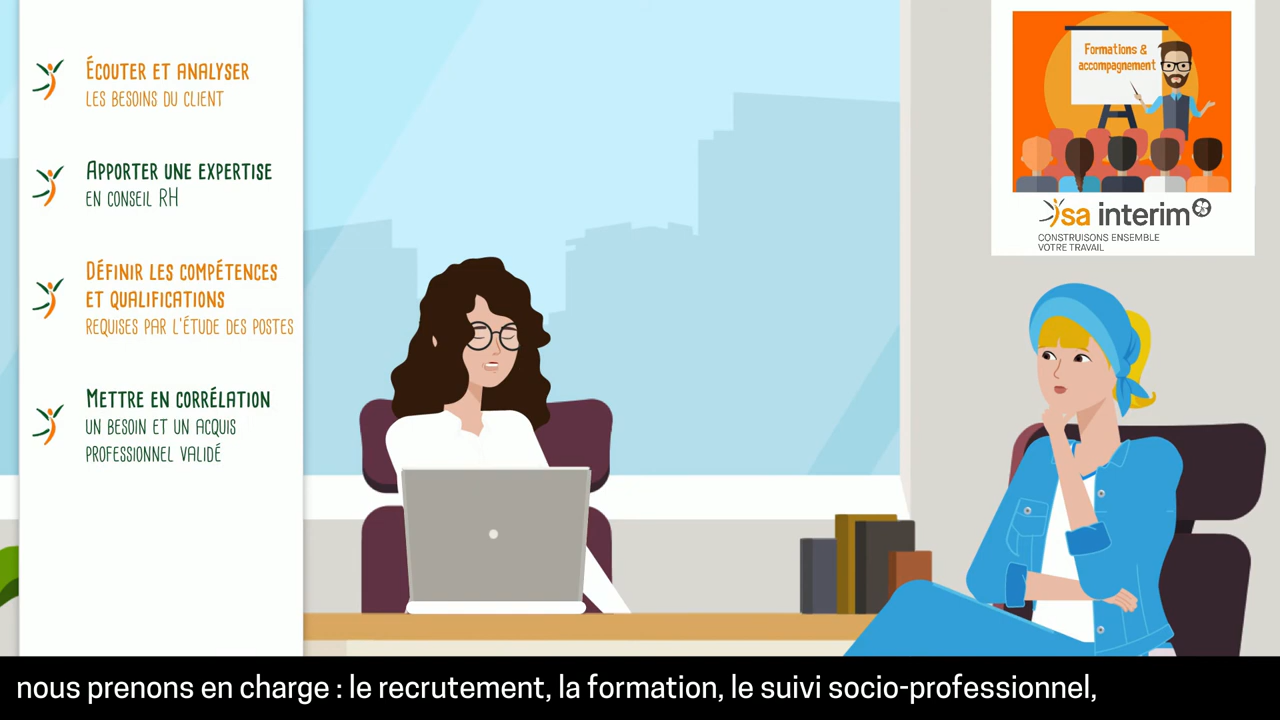 Écouter et analyser
les besoins du client
Apporter une expertise
en conseil RH
Définir les compétences
et qualifications
requises par l'étude des postes
Mettre en corrélation
un besoin et un acquis
professionnel validé
Formations &
accompagnement
sa interim
CONSTRUISONS ENSEMBLE
VOTRE TRAVAIL
nous prenons en charge : le recrutement, la formation, le suivi socio-professionnel,